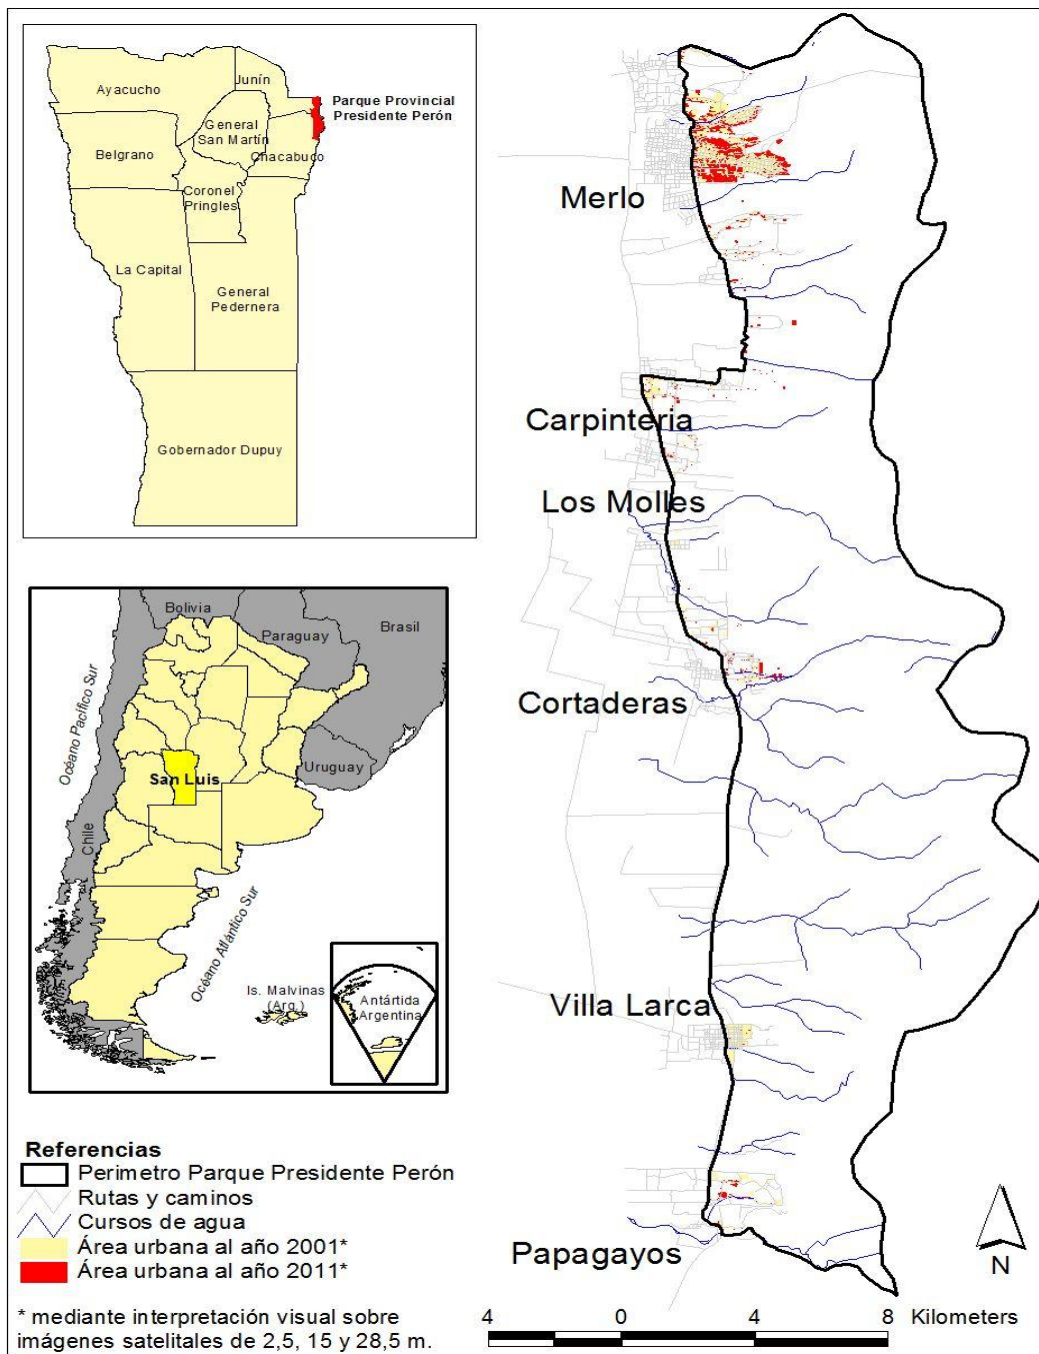 Ayacucho
Junín
Parque Provincial
Presidente Perón
General
San Martín
Belgrano
Chacabuco
Coronel
Pringles
La Capital
General
Pedernera
Gobernador Dupuy
Bolivia
Paraguay
Brasil
Océano Pacífico Sur
San Luis
Uruguay
Chile
Océano Atlántico Sur
Is. Malvinas
(Arg.)
Antártida
Argentina
Referencias
Perimetro Parque Presidente Perón
Rutas y caminos
Cursos de agua
Área urbana al año 2001*
Área urbana al año 2011*
* mediante interpretación visual sobre
imágenes satelitales de 2,5, 15 y 28,5 m.
Merlo
Carpinteria
Los Molles
Cortaderas
Villa Larca
Papagayos
N
4 0 4 8 Kilometers